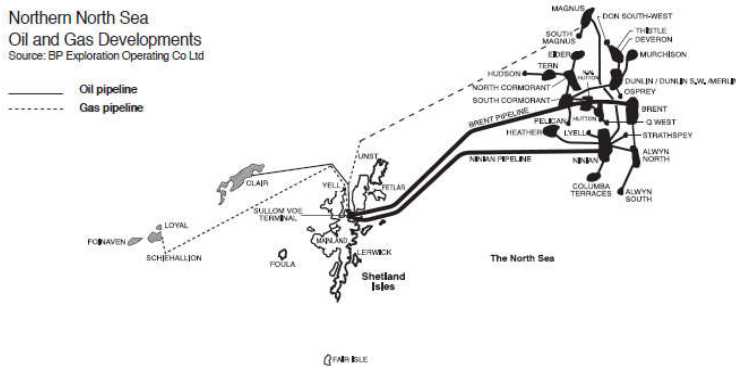 Northern North Sea
Oil and Gas Developments
Source: BP Exploration Operating Co Ltd
Oil pipeline
Gas pipeline
MAGNUS
DON SOUTH-WEST
THISTLE
DEVERON
SOUTH
MAGNUS
EIDER
MURCHISON
TERN
HUDSON
N.W.
HUTTON
DUNLIN / DUNLIN S.W. /MERLIN
NORTH CORMORANT
OSPREY
SOUTH CORMORANT
BRENT
BRENT PIPELINE
PELICAN
HUTTON
Q WEST
HEATHER
LYELL
STRATHSPEY
NINIAN PIPELINE
NINIAN
ALWYN
NORTH
COLUMBA
TERRACES
ALWYN
SOUTH
UNST
CLAIR
YELL
FETLAR
SULLOM VOE
TERMINAL
LOYAL
FOINAVEN
SCHIEHALLION
MAINLAND
LERWICK
FOULA
The North Sea
Shetland
Isles
FAIR ISLE